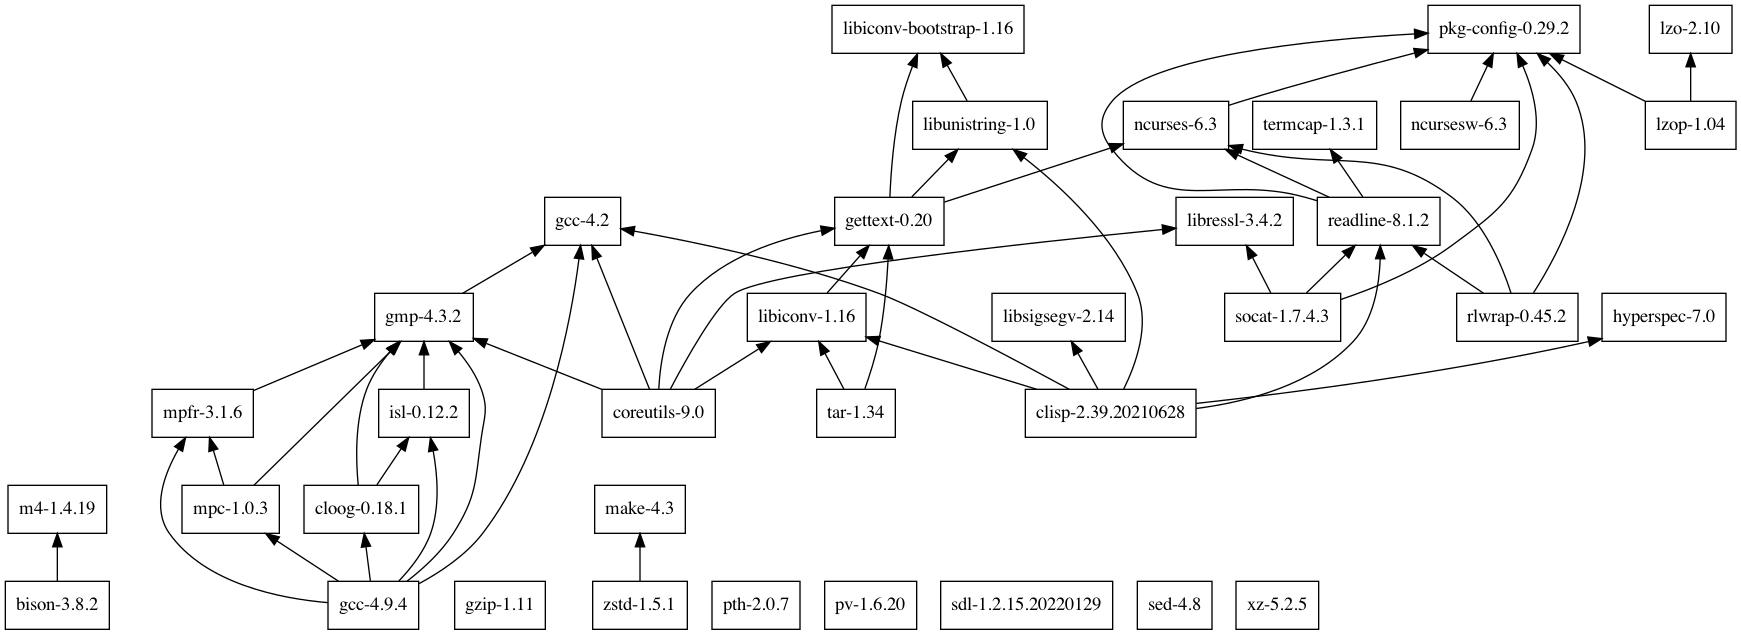 libiconv-bootstrap-1.16
pkg-config-0.29.2
lzo-2.10
libunistring-1.0
ncurses-6.3
termcap-1.3.1
ncursesw-6.3
lzop-1.04
gcc-4.2
gettext-0.20
libressl-3.4.2
readline-8.1.2
gmp-4.3.2
libiconv-1.16
libsigsegv-2.14
socat-1.7.4.3
rlwrap-0.45.2
hyperspec-7.0
mpfr-3.1.6
isl-0.12.2
coreutils-9.0
tar-1.34
clisp-2.39.20210628
m4-1.4.19
mpc-1.0.3
cloog-0.18.1
make-4.3
bison-3.8.2
gcc-4.9.4
gzip-1.11
zstd-1.5.1
pth-2.0.7
pv-1.6.20
sdl-1.2.15.20220129
sed-4.8
xz-5.2.5